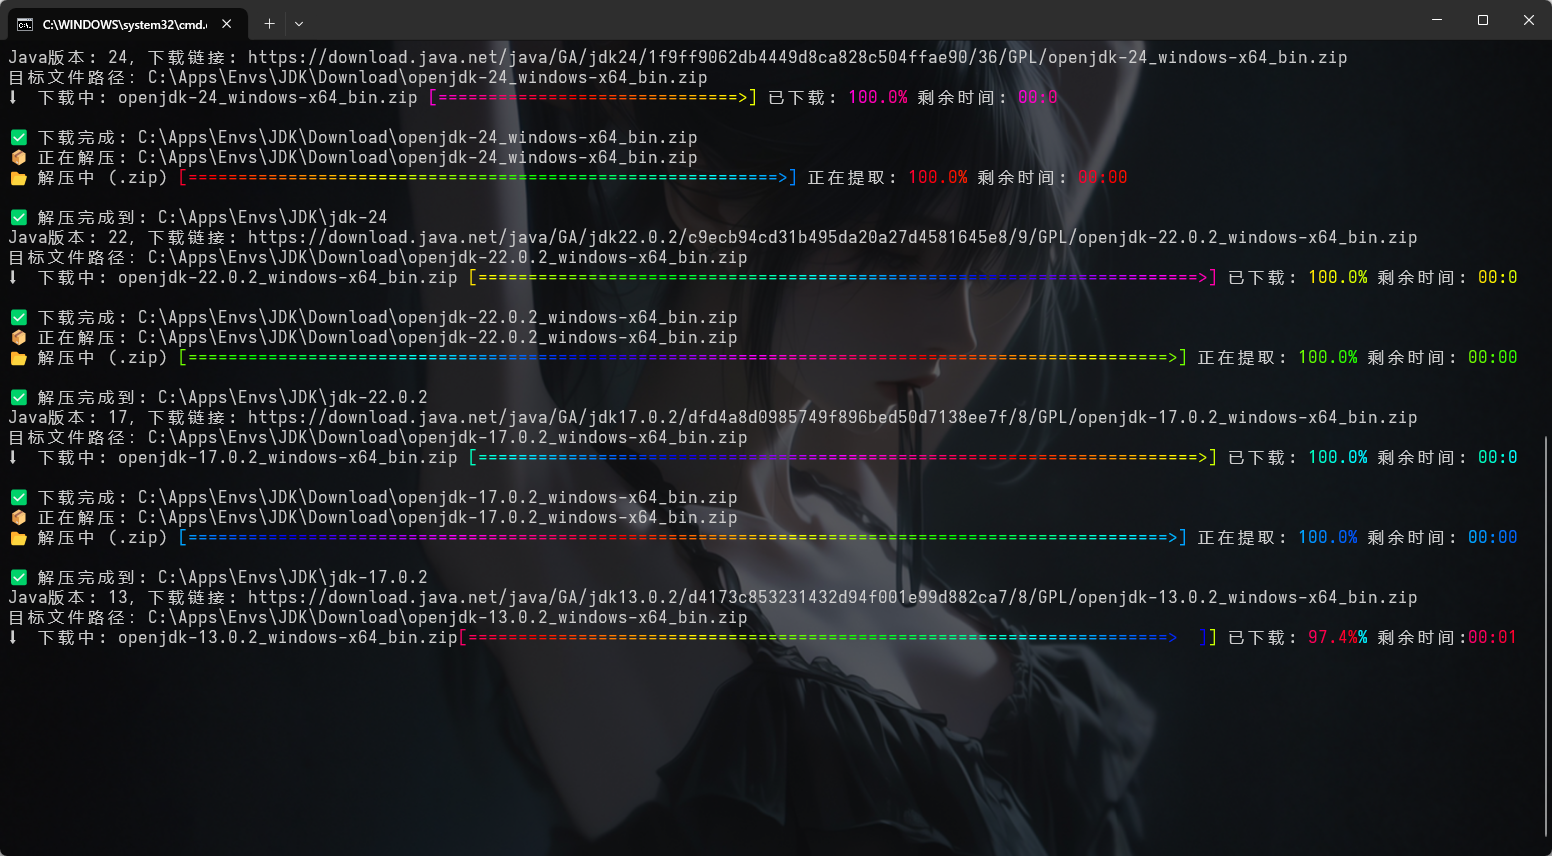 C:\WINDOWS\system32\cmd.
Java版本: 24, 下载链接: https://download.java.net/java/GA/jdk24/1f9ff9062db4449d8ca828c504ffae90/36/GPL/openjdk-24_windows-x64_bin.zip
目标文件路径: C:\Apps\Envs\JDK\Download\openjdk-24_windows-x64_bin.zip
⬇ 下载中: openjdk-24_windows-x64_bin.zip [==============================>] 已下载: 100.0% 剩余时间: 00:0
✅ 下载完成: C:\Apps\Envs\JDK\Download\openjdk-24_windows-x64_bin.zip
📦 正在解压: C:\Apps\Envs\JDK\Download\openjdk-24_windows-x64_bin.zip
📂 解压中 (.zip) [===========================================================>] 正在提取: 100.0% 剩余时间: 00:00
✅ 解压完成到: C:\Apps\Envs\JDK\jdk-24
Java版本: 22, 下载链接: https://download.java.net/java/GA/jdk22.0.2/c9ecb94cd31b495da20a27d4581645e8/9/GPL/openjdk-22.0.2_windows-x64_bin.zip
目标文件路径: C:\Apps\Envs\JDK\Download\openjdk-22.0.2_windows-x64_bin.zip
⬇ 下载中: openjdk-22.0.2_windows-x64_bin.zip [========================================================================>] 已下载: 100.0% 剩余时间: 00:0
✅ 下载完成: C:\Apps\Envs\JDK\Download\openjdk-22.0.2_windows-x64_bin.zip
📦 正在解压: C:\Apps\Envs\JDK\Download\openjdk-22.0.2_windows-x64_bin.zip
📂 解压中 (.zip) [==================================================================================================>] 正在提取: 100.0% 剩余时间: 00:00
✅ 解压完成到: C:\Apps\Envs\JDK\jdk-22.0.2
Java版本: 17, 下载链接: https://download.java.net/java/GA/jdk17.0.2/dfd4a8d0985749f896bed50d7138ee7f/8/GPL/openjdk-17.0.2_windows-x64_bin.zip
目标文件路径: C:\Apps\Envs\JDK\Download\openjdk-17.0.2_windows-x64_bin.zip
⬇ 下载中: openjdk-17.0.2_windows-x64_bin.zip [========================================================================>] 已下载: 100.0% 剩余时间: 00:0
✅ 下载完成: C:\Apps\Envs\JDK\Download\openjdk-17.0.2_windows-x64_bin.zip
📦 正在解压: C:\Apps\Envs\JDK\Download\openjdk-17.0.2_windows-x64_bin.zip
📂 解压中 (.zip) [==================================================================================================>] 正在提取: 100.0% 剩余时间: 00:00
✅ 解压完成到: C:\Apps\Envs\JDK\jdk-17.0.2
Java版本: 13, 下载链接: https://download.java.net/java/GA/jdk13.0.2/d4173c853231432d94f001e99d882ca7/8/GPL/openjdk-13.0.2_windows-x64_bin.zip
目标文件路径: C:\Apps\Envs\JDK\Download\openjdk-13.0.2_windows-x64_bin.zip
⬇ 下载中: openjdk-13.0.2_windows-x64_bin.zip[======================================================================>  ]] 已下载: 97.4%% 剩余时间:00:01